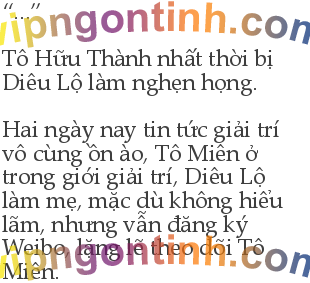 “...”
vipngontinh.com
Tô Hữu Thành nhất thời bị
Diêu Lộ làm nghẹn họng.
Hai ngày nay tin tức giải trí
vô cùng ồn ào, Tô Miên ở
trong giới giải trí, Diêu Lộ
làm mẹ, mặc dù không hiểu
lắm, nhưng vẫn đăng ký
Weibo, lặng lẽ theo dõi Tô
Miên.
vipngontinh.com